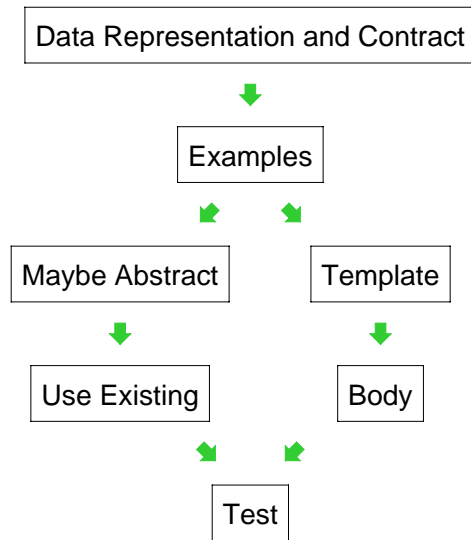 Data Representation and Contract
Examples
Maybe Abstract
Template
Use Existing
Body
Test